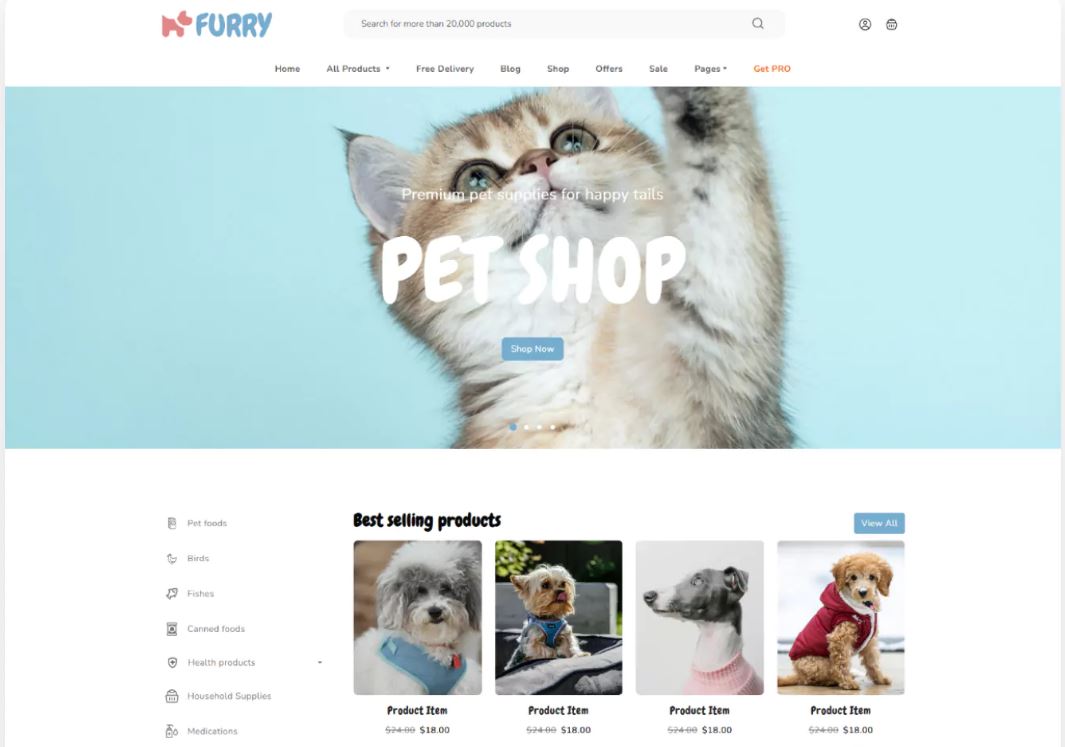 FURRY
Search for more than 20,000 products
Home All Products Free Delivery Blog Shop Offers Sale Pages Get PRO
Premium pet supplies for happy tails
PET SHOP
Shop Now
Best selling products
View All
Pet foods
Birds
Fishes
Canned foods
Health products
Household Supplies
Medications
Product Item Product Item Product Item Product Item
$24.00 $18.00 $24.00 $18.00 $24.00 $18.00 $24.00 $18.00